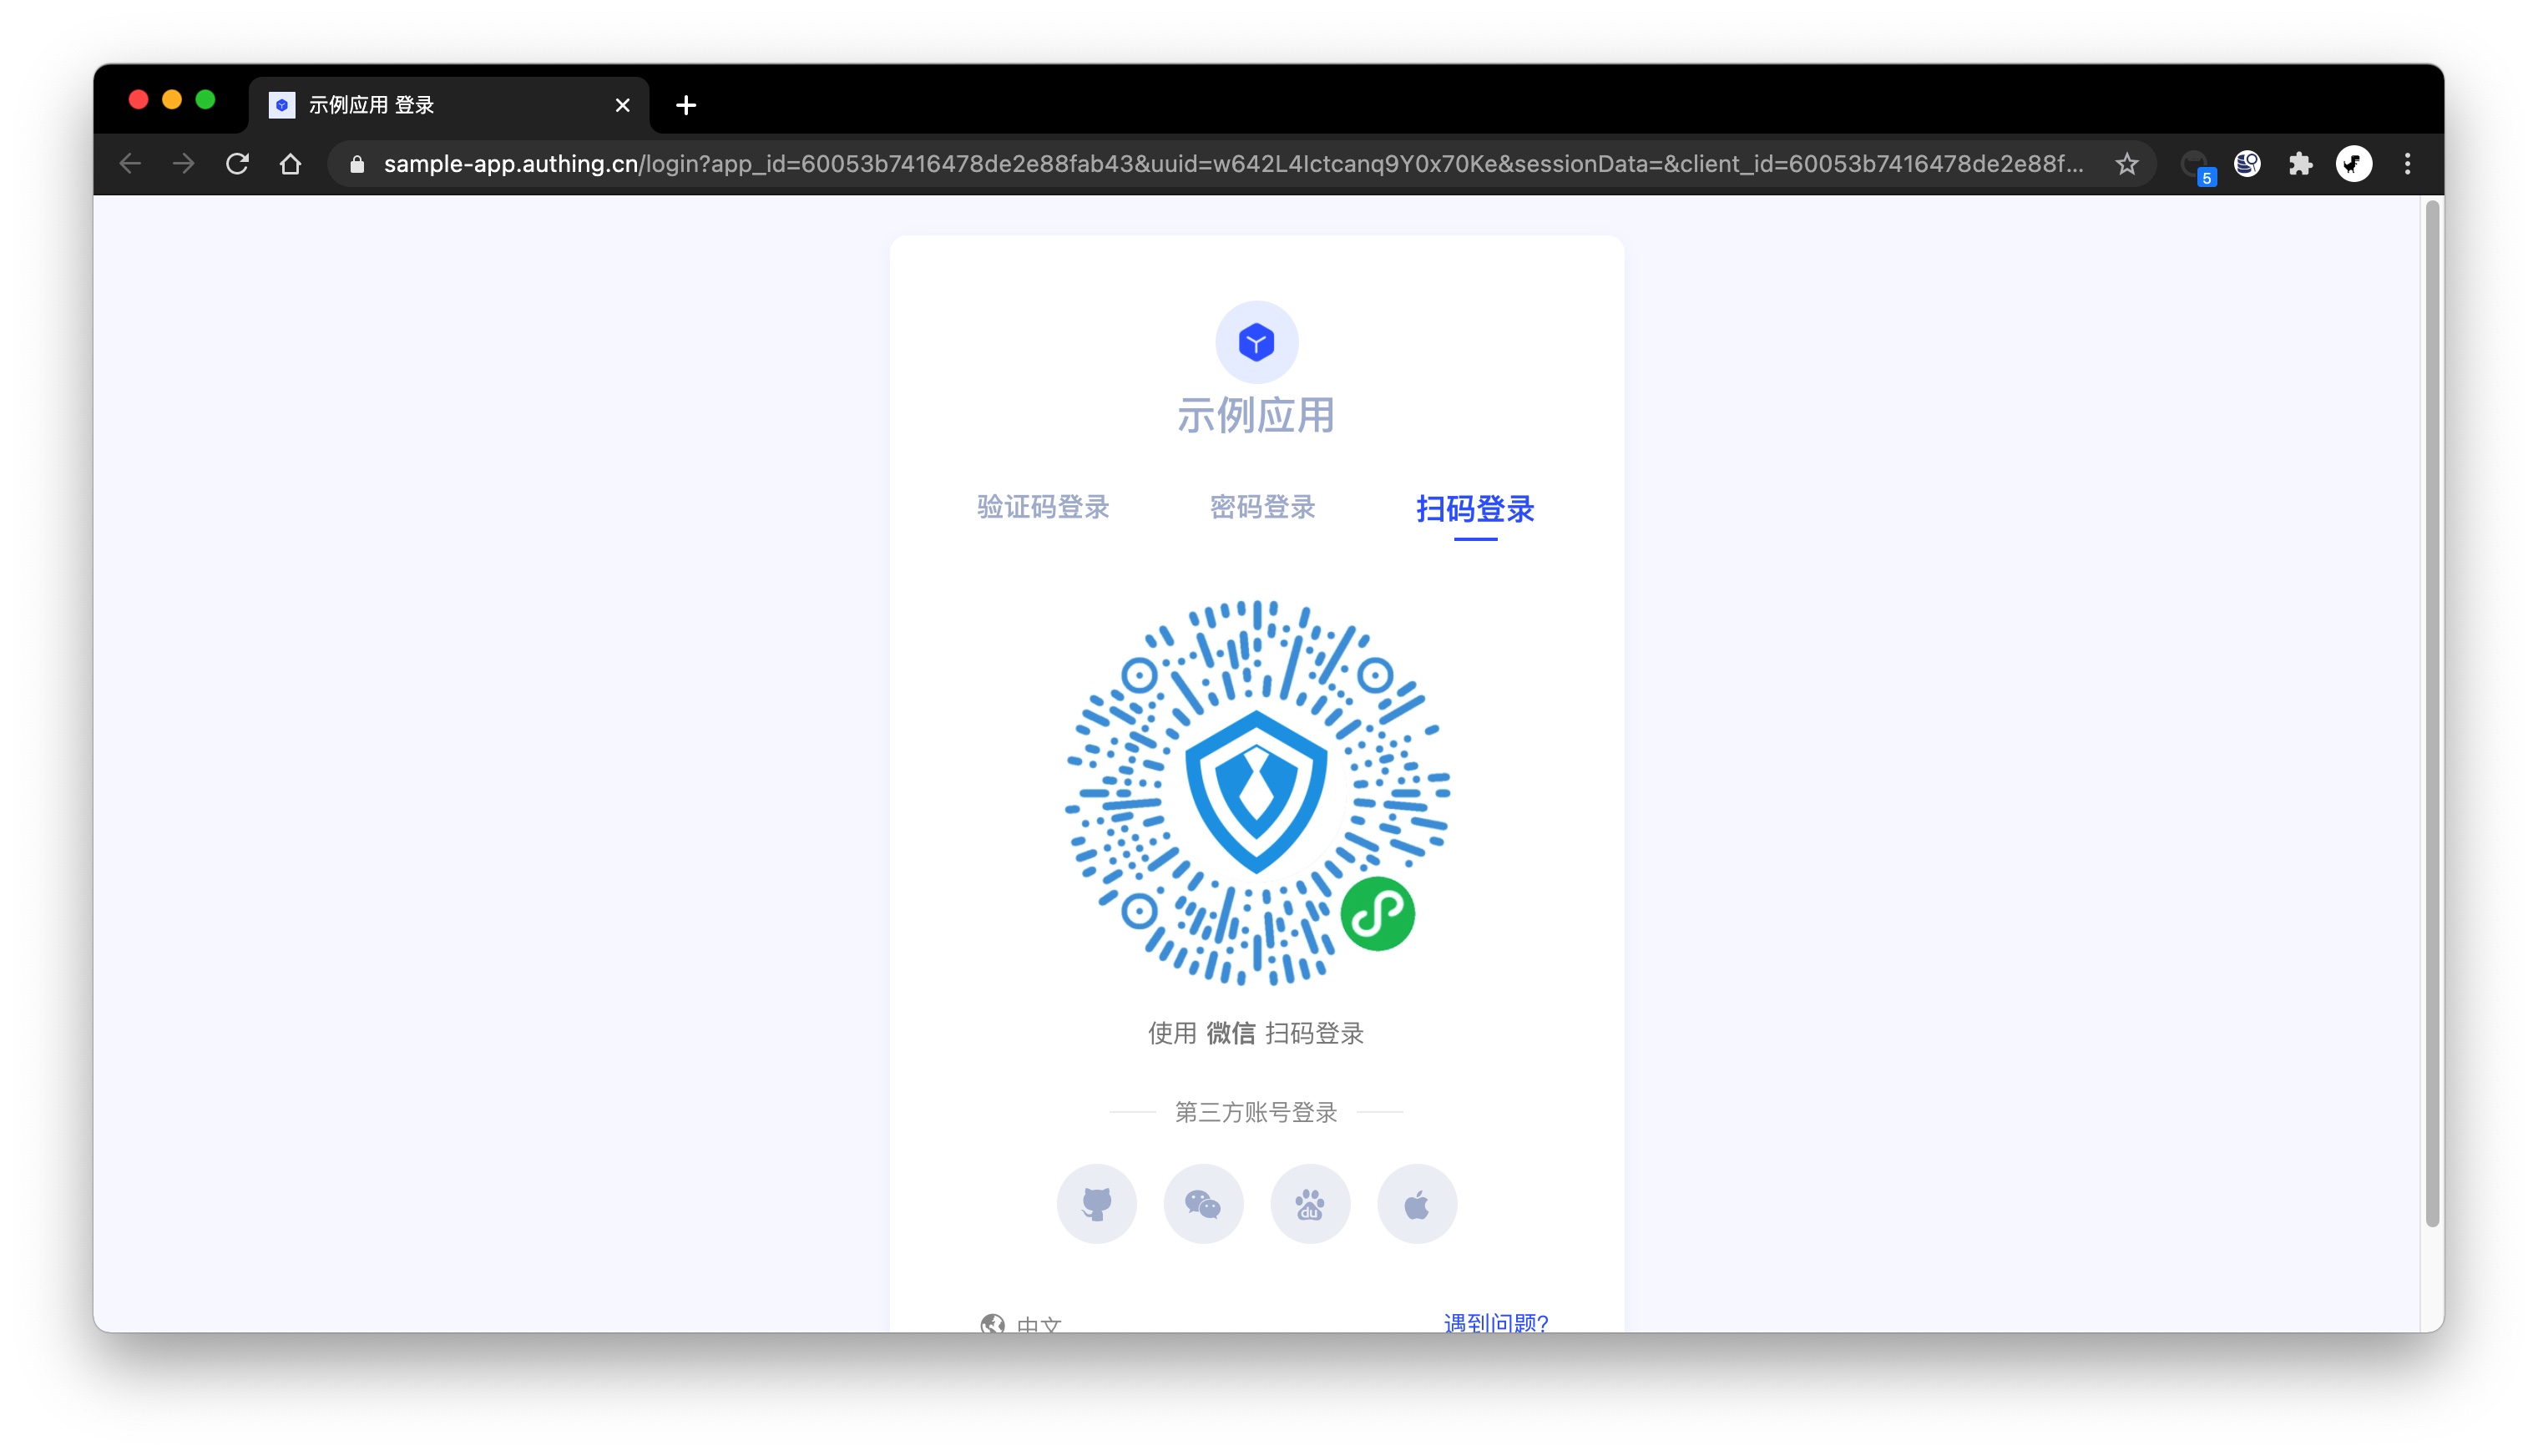 示例应用 登录
sample-app.authing.cn/login?app_id=60053b7416478de2e88fab43&uuid=w642L4lctcanq9Y0x70Ke&sessionData=&client_id=60053b7416478de2e88f...
5
示例应用
验证码登录 密码登录 扫码登录
使用 微信 扫码登录
第三方账号登录
du
中文 遇到问题?